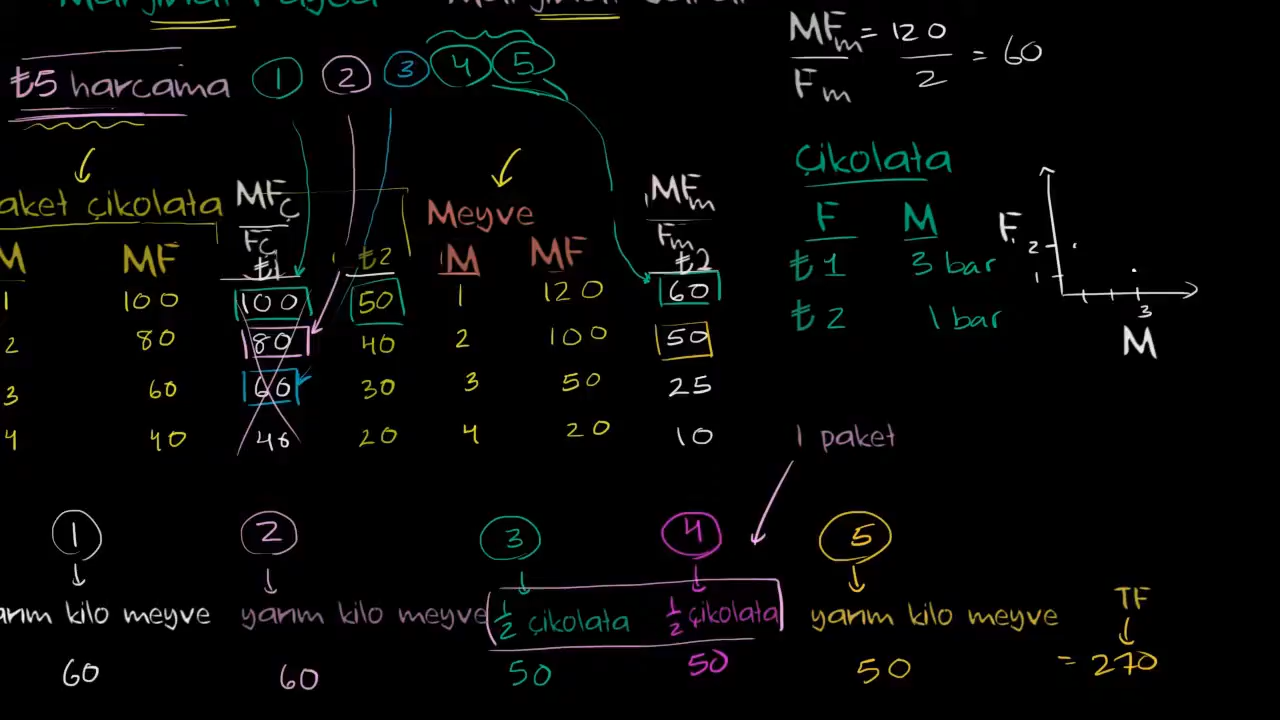 MFm = 120 = 60
Fm 2
₺5 harcama 1 2 3 4 5
paket çikolata MFç Meyve MFm
Fç Fm
M MF ₺1 ₺2 M MF ₺2
1 100 100 50 1 120 60
2 80 80 40 2 100 50
3 60 60 30 3 50 25
4 40 40 20 4 20 10
Çikolata
F M
₺1 3 bar
₺2 1 bar
F
2
1
3
M
1 paket
1 2 3 4 5
yarım kilo meyve yarım kilo meyve 1/2 çikolata 1/2 çikolata yarım kilo meyve TF
60 60 50 50 50 = 270